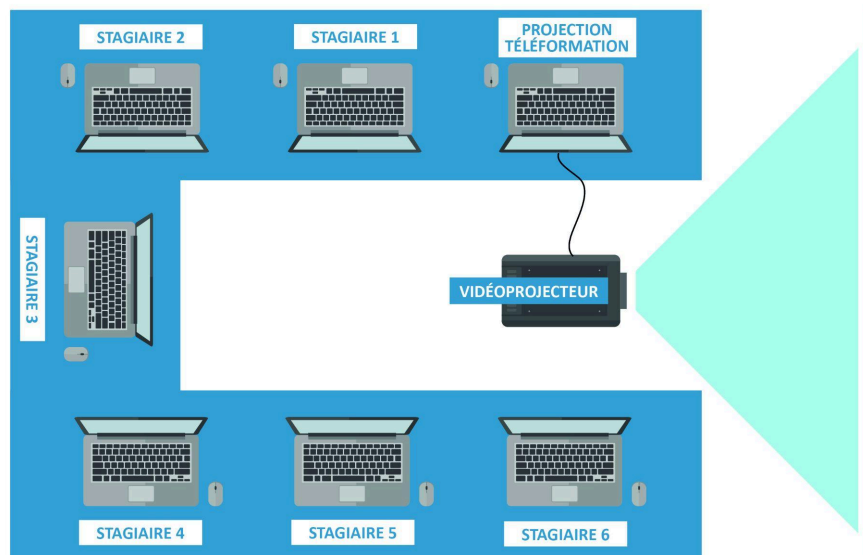 STAGIAIRE 2
STAGIAIRE 1
PROJECTION
TÉLÉFORMATION
STAGIAIRE 3
VIDÉOPROJECTEUR
STAGIAIRE 4
STAGIAIRE 5
STAGIAIRE 6